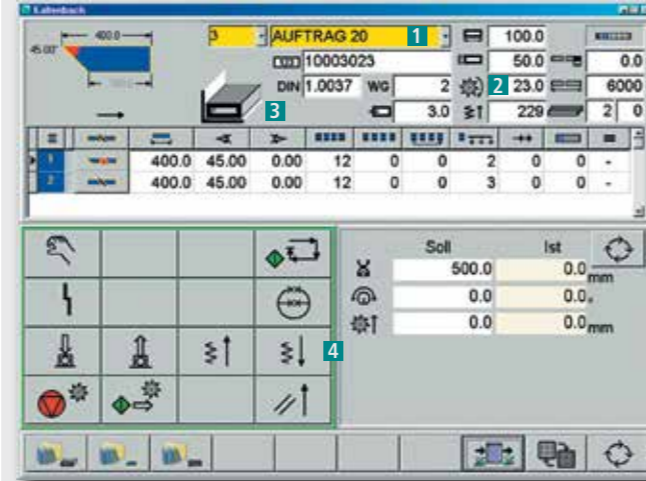 Kaltenbach
400.0 3 AUFTRAG 20 1 100.0
45.00° 10003023 50.0 0.0
DIN 1.0037 WG 2 2 23.0 6000
3 3.0 229 2 0
1 400.0 45.00 0.00 12 0 0 2 0 0 -
2 400.0 45.00 0.00 12 0 0 3 0 0 -
Soll Ist
500.0 0.0 mm
0.0 0.0 °
4 0.0 0.0 mm